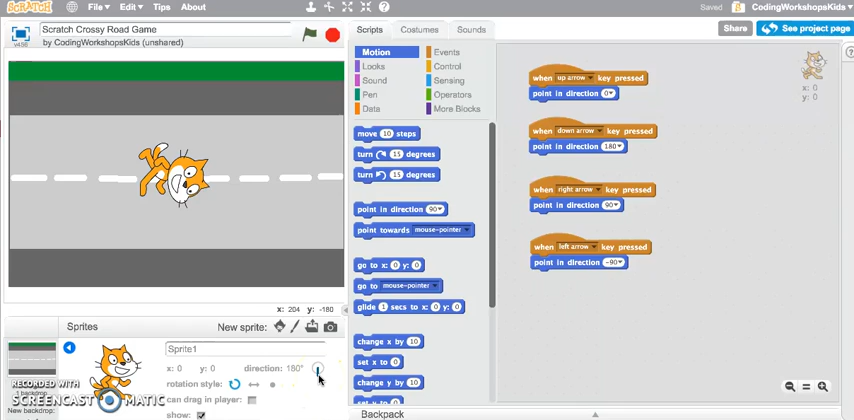 SCRATCH File▾ Edit▾ Tips About Saved CodingWorkshopsKids▾
Scratch Crossy Road Game
by CodingWorkshopsKids (unshared)
v456
Scripts Costumes Sounds
Share See project page
Motion Events
Looks Control
Sound Sensing
Pen Operators
Data More Blocks
move 10 steps
turn 15 degrees
turn 15 degrees
point in direction 90▾
point towards mouse-pointer
go to x: 0 y: 0
go to mouse-pointer
glide 1 secs to x: 0 y: 0
change x by 10
set x to 0
change y by 10
when up arrow key pressed
point in direction 0▾
when down arrow key pressed
point in direction 180▾
when right arrow key pressed
point in direction 90▾
when left arrow key pressed
point in direction -90▾
x: 0
y: 0
x: 204 y: -180
Sprites New sprite:
Sprite1
x: 0 y: 0 direction: 180°
rotation style:
can drag in player:
show:
1 backdrop
New backdrop:
RECORDED WITH
SCREENCAST MATIC
Backpack